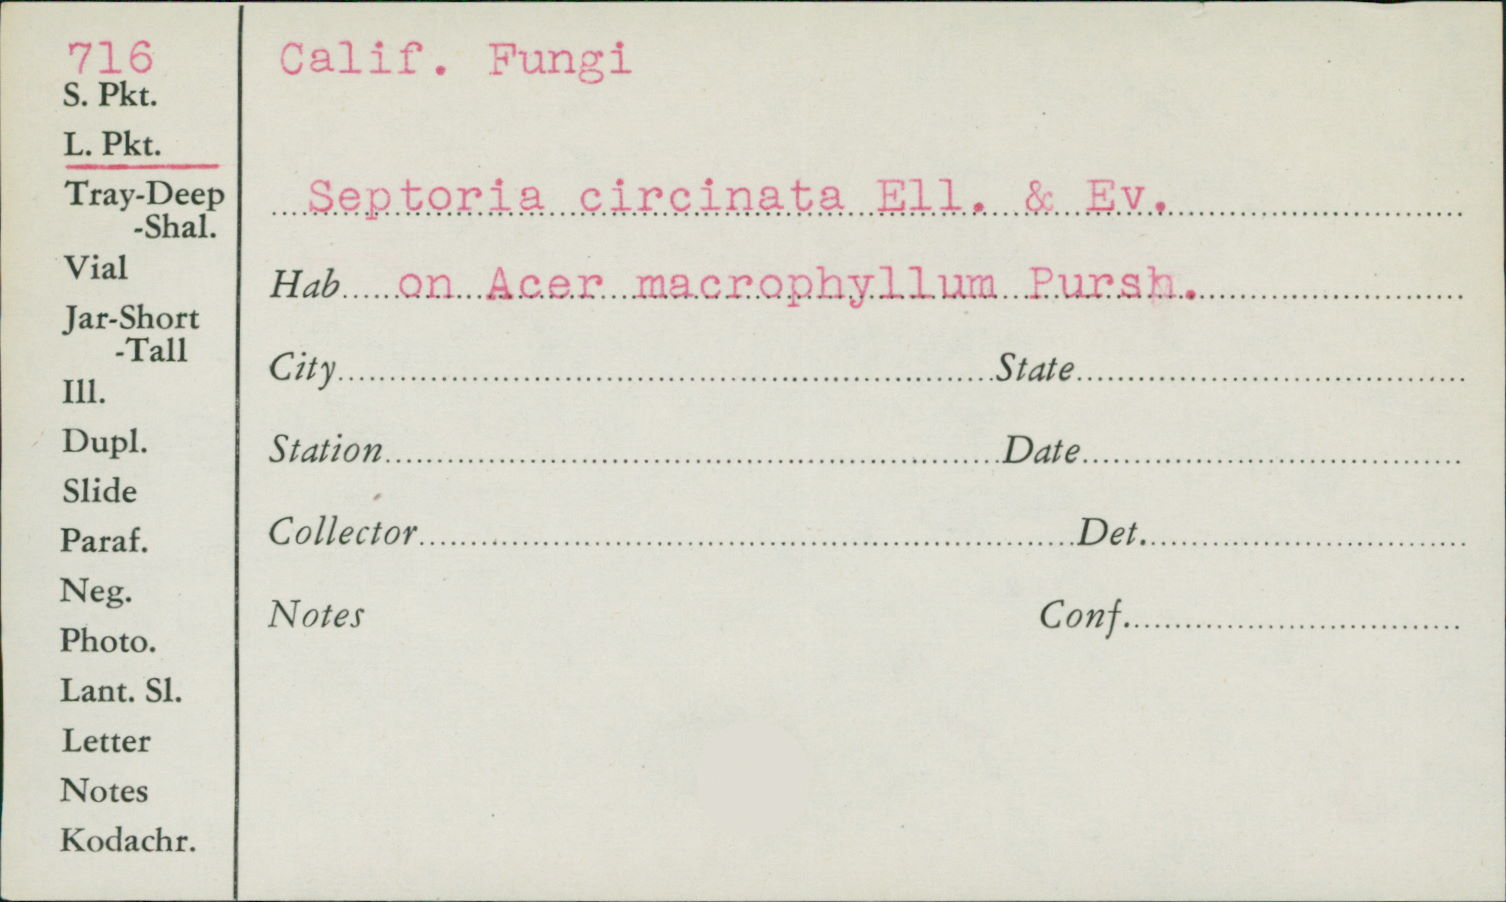 716
S. Pkt.
L. Pkt.
Tray-Deep
-Shal.
Vial
Jar-Short
-Tall
Ill.
Dupl.
Slide
Paraf.
Neg.
Photo.
Lant. Sl.
Letter
Notes
Kodachr.
Calif. Fungi
Septoria circinata Ell. & Ev.
Hab on Acer macrophyllum Pursh.
City State
Station Date
Collector Det.
Notes Conf.